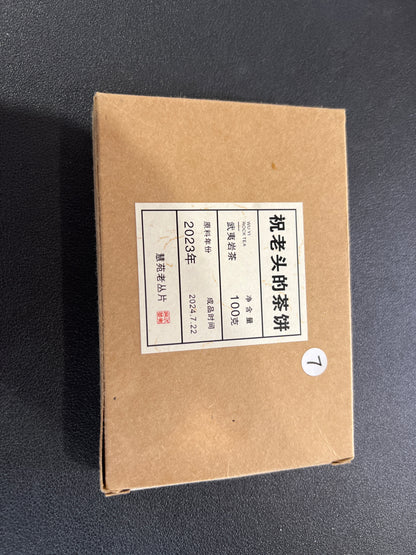 祝老头的茶饼
WU YI
ROCK TEA
武夷岩茶
净含量
100克
原料年份
2023年
成品时间
2024.7.22
慧苑老丛片
7